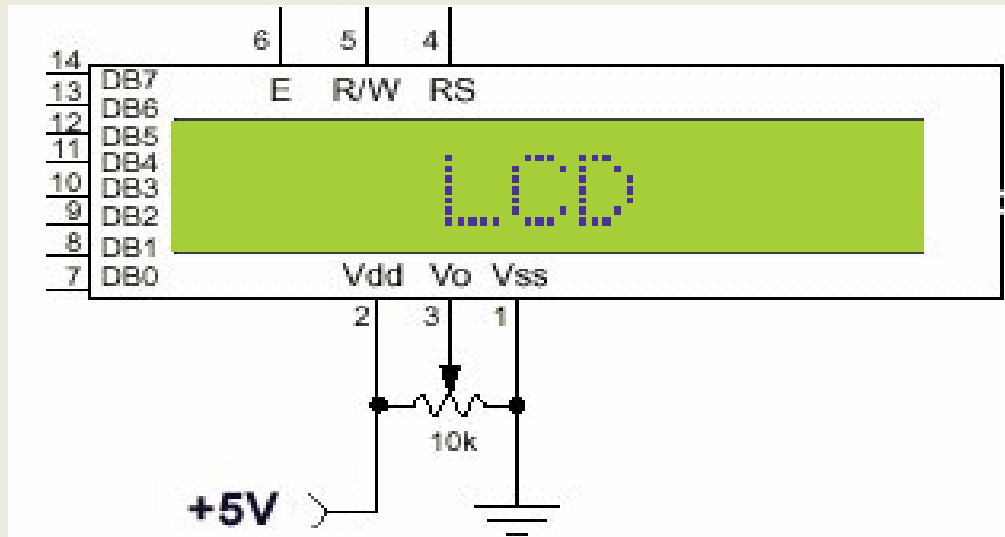 6 5 4
14 DB7 E R/W RS
13 DB6
12 DB5
11 DB4
10 DB3
9 DB2
8 DB1
7 DB0
LCD
Vdd Vo Vss
2 3 1
10k
+5V